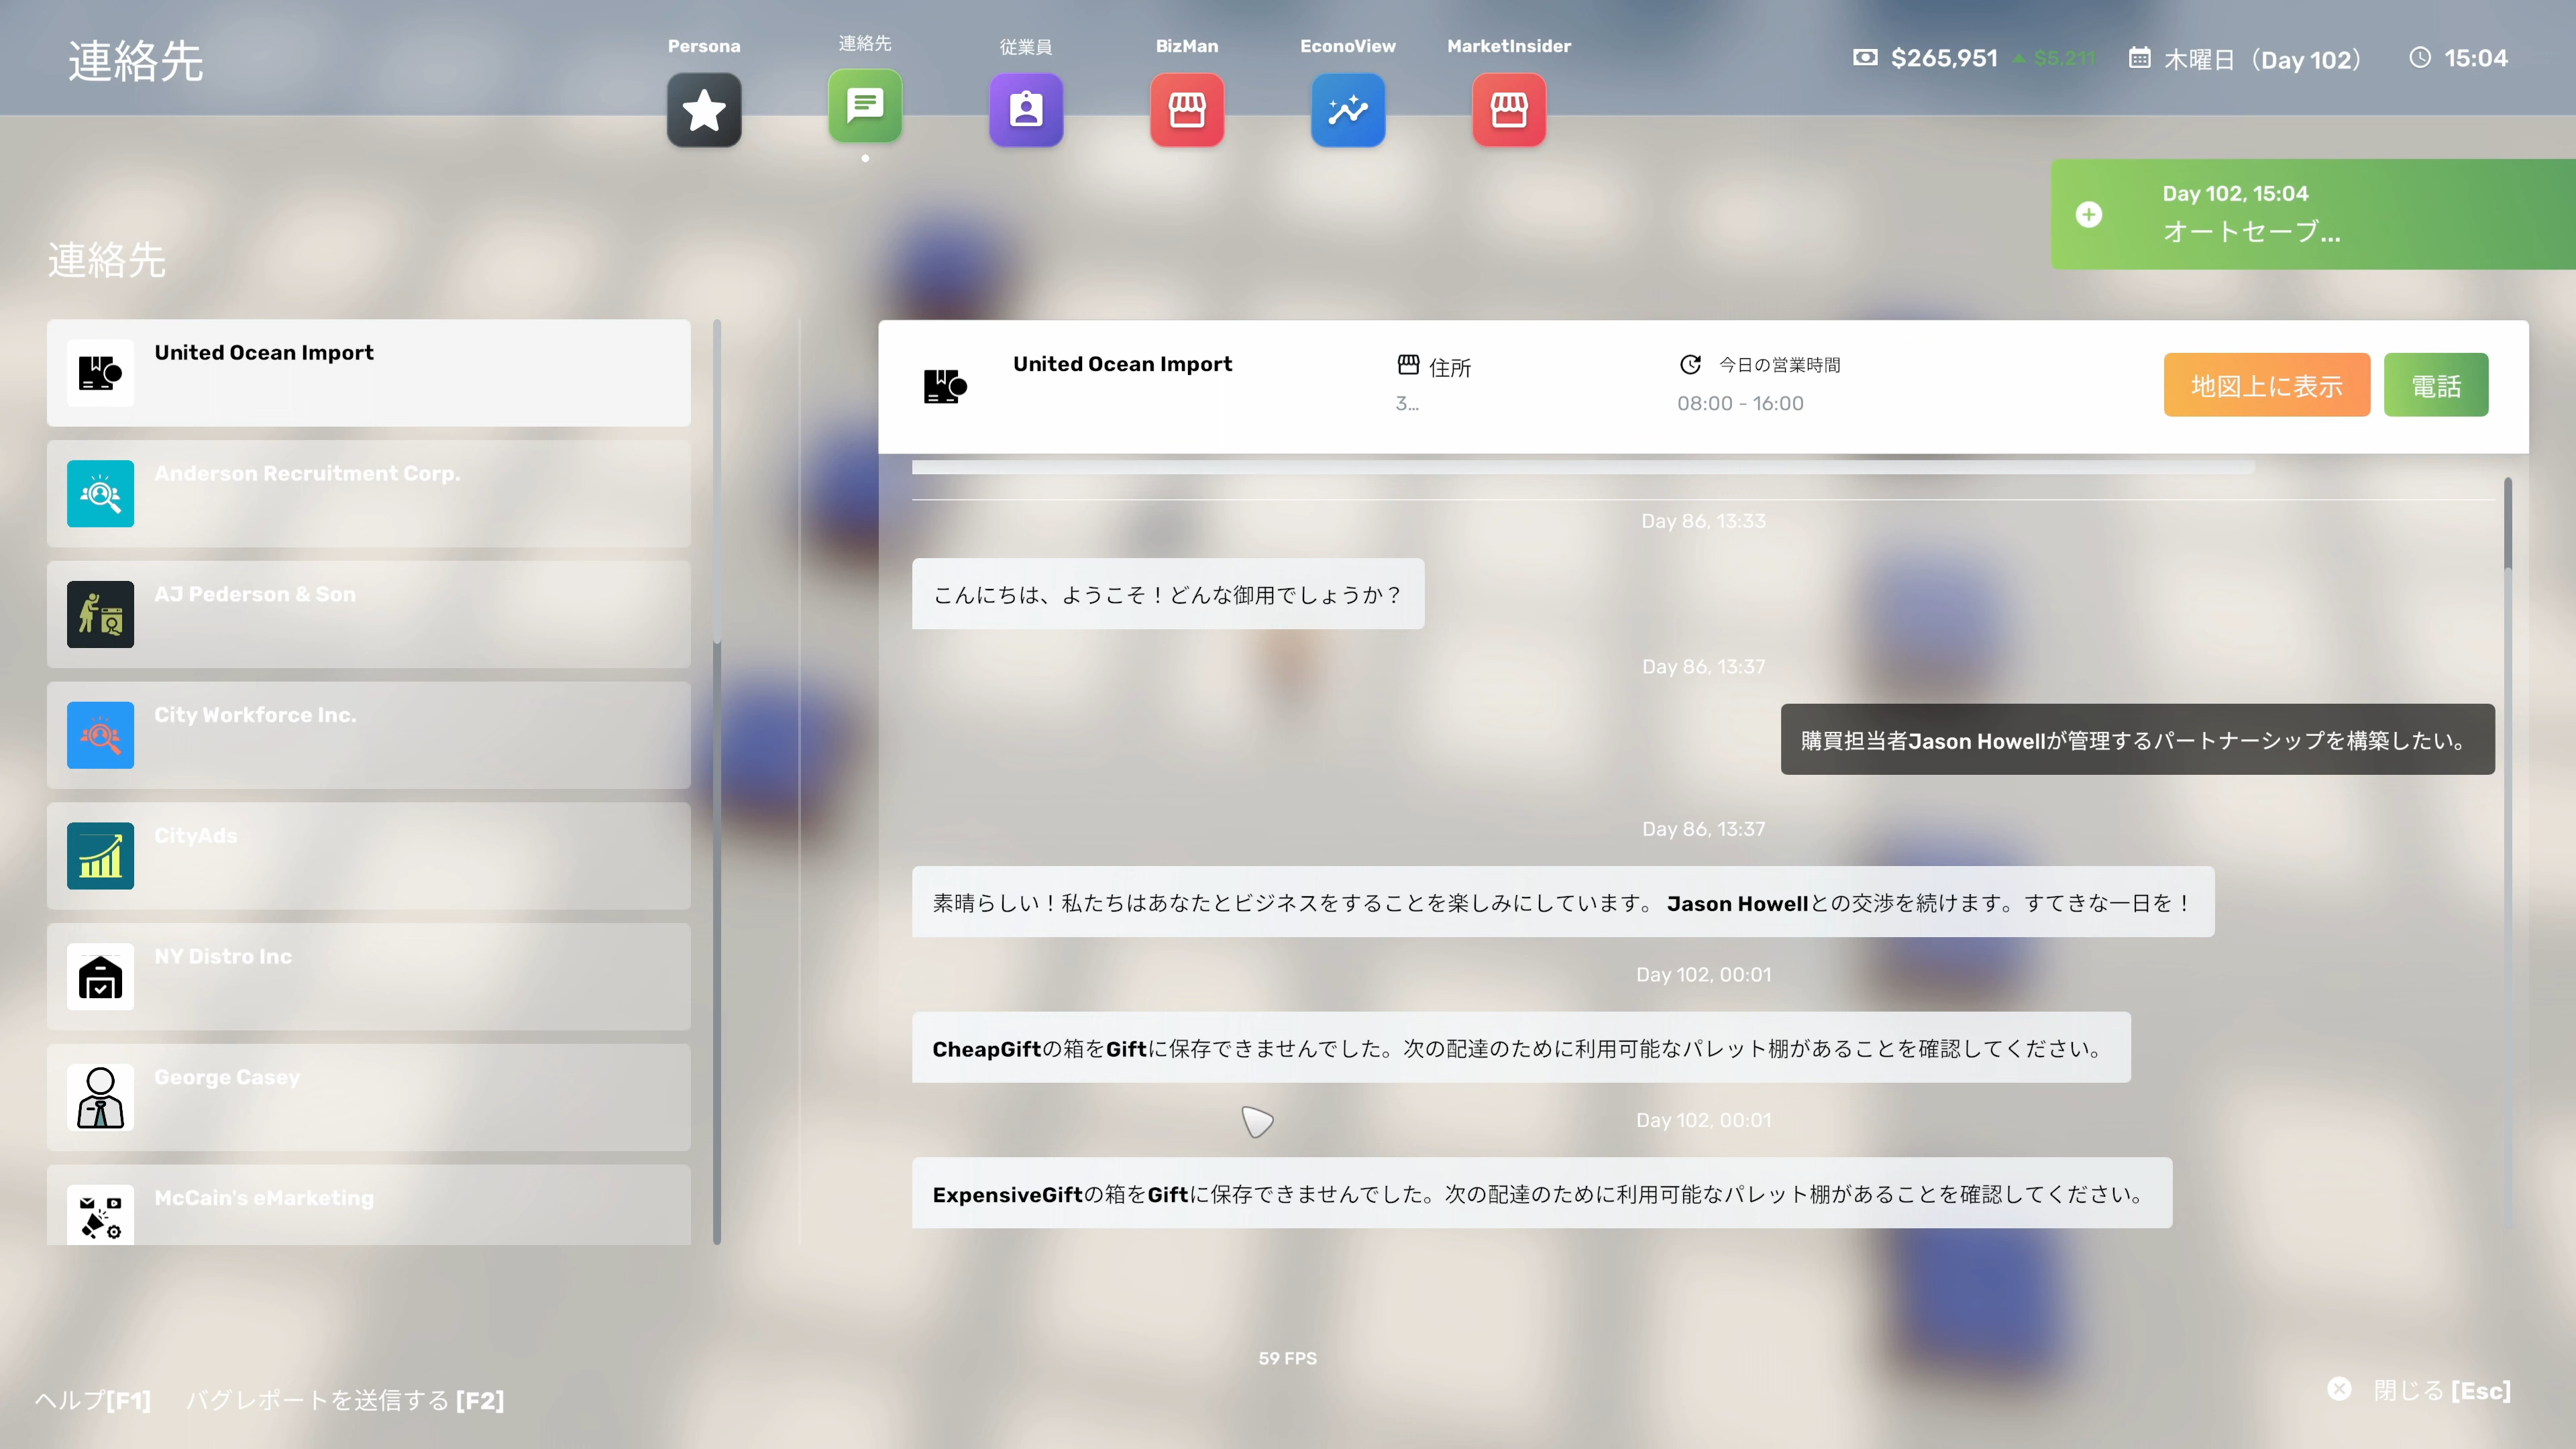 連絡先
Persona
連絡先
従業員
BizMan
EconoView
MarketInsider
$265,951
$5,211
木曜日（Day 102）
15:04
Day 102, 15:04
オートセーブ...
連絡先
United Ocean Import
Anderson Recruitment Corp.
AJ Pederson & Son
City Workforce Inc.
CityAds
NY Distro Inc
George Casey
McCain's eMarketing
United Ocean Import
住所
3...
今日の営業時間
08:00 - 16:00
地図上に表示
電話
Day 86, 13:33
こんにちは、ようこそ！どんな御用でしょうか？
Day 86, 13:37
購買担当者Jason Howellが管理するパートナーシップを構築したい。
Day 86, 13:37
素晴らしい！私たちはあなたとビジネスをすることを楽しみにしています。 Jason Howellとの交渉を続けます。すてきな一日を！
Day 102, 00:01
CheapGiftの箱をGiftに保存できませんでした。次の配達のために利用可能なパレット棚があることを確認してください。
Day 102, 00:01
ExpensiveGiftの箱をGiftに保存できませんでした。次の配達のために利用可能なパレット棚があることを確認してください。
59 FPS
ヘルプ[F1]
バグレポートを送信する [F2]
閉じる [Esc]